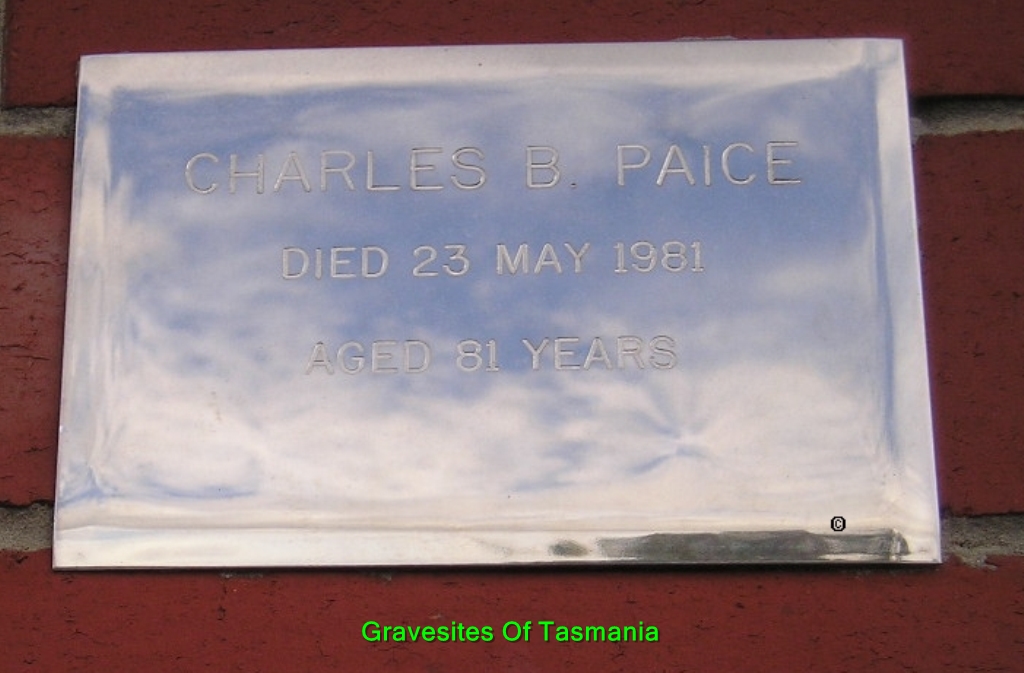 CHARLES B. PAICE
DIED 23 MAY 1981
AGED 81 YEARS
©
Gravesites Of Tasmania